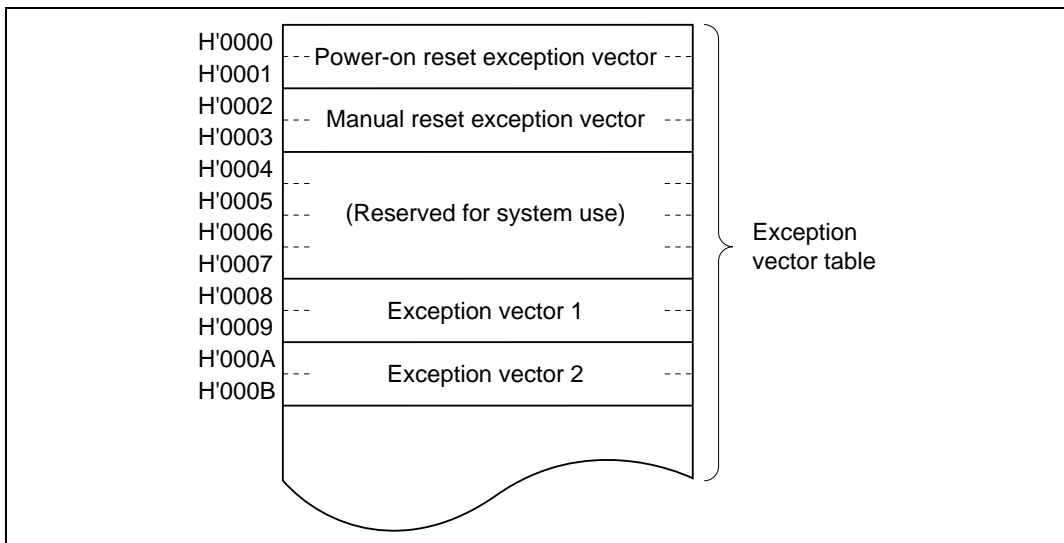 H'0000
Power-on reset exception vector
H'0001
H'0002
Manual reset exception vector
H'0003
H'0004
H'0005
(Reserved for system use)
H'0006
H'0007
Exception
vector table
H'0008
Exception vector 1
H'0009
H'000A
Exception vector 2
H'000B